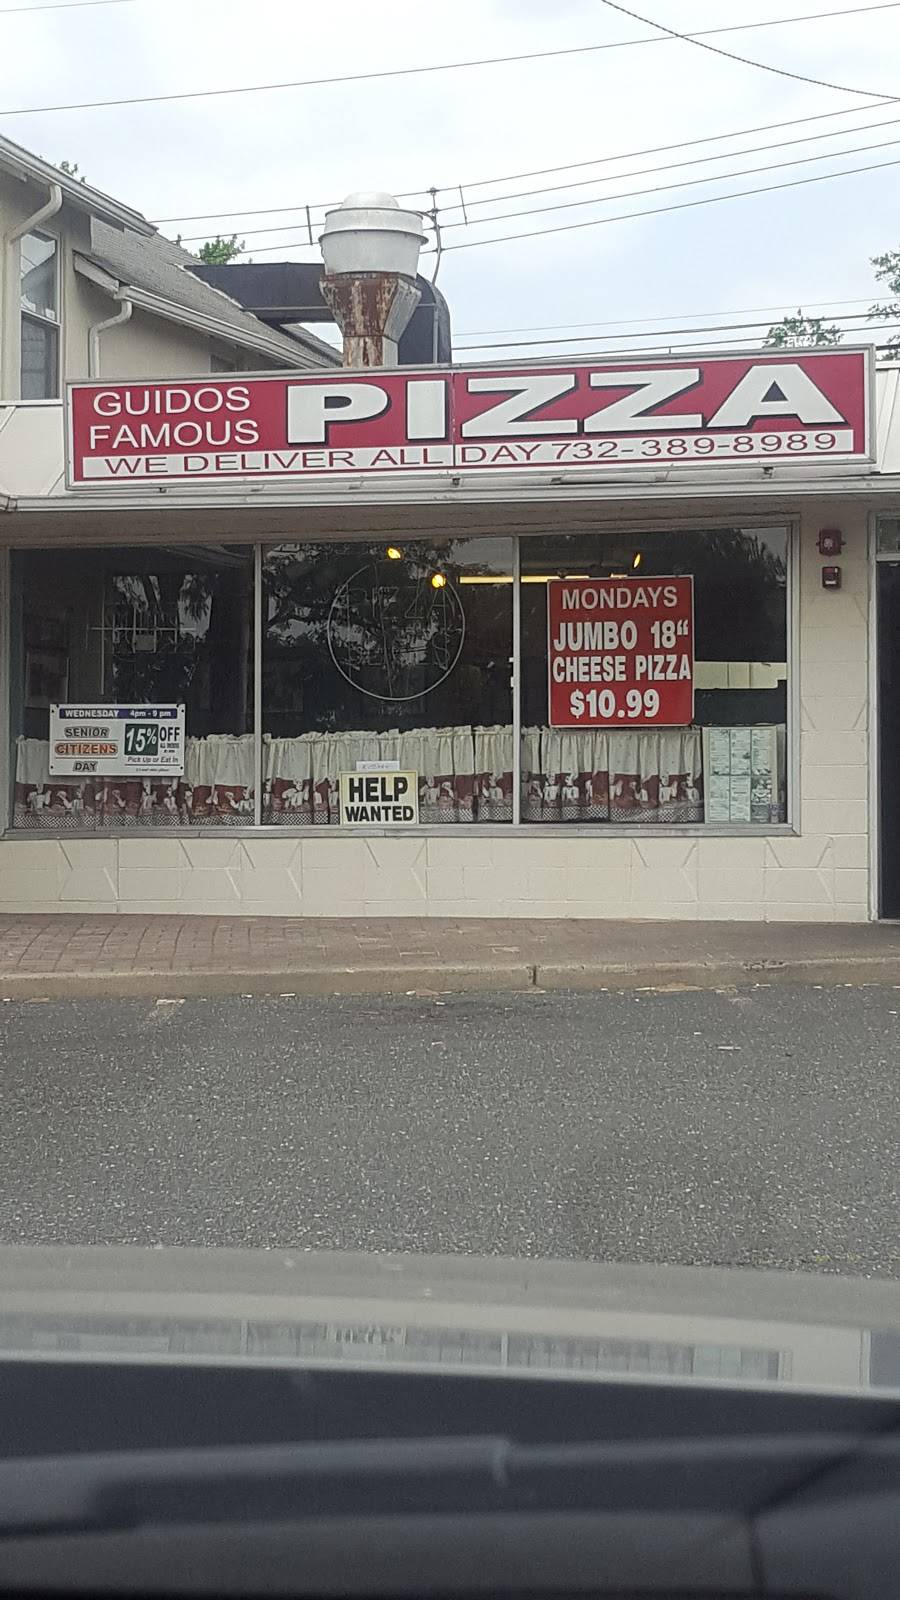 GUIDOS
FAMOUS
PIZZA
WE DELIVER ALL DAY 732-389-8989
MONDAYS
JUMBO 18“
CHEESE PIZZA
$10.99
WEDNESDAY 4pm - 9 pm
SENIOR
CITIZENS
DAY
15% OFF
Pick Up or Eat In
HELP
WANTED